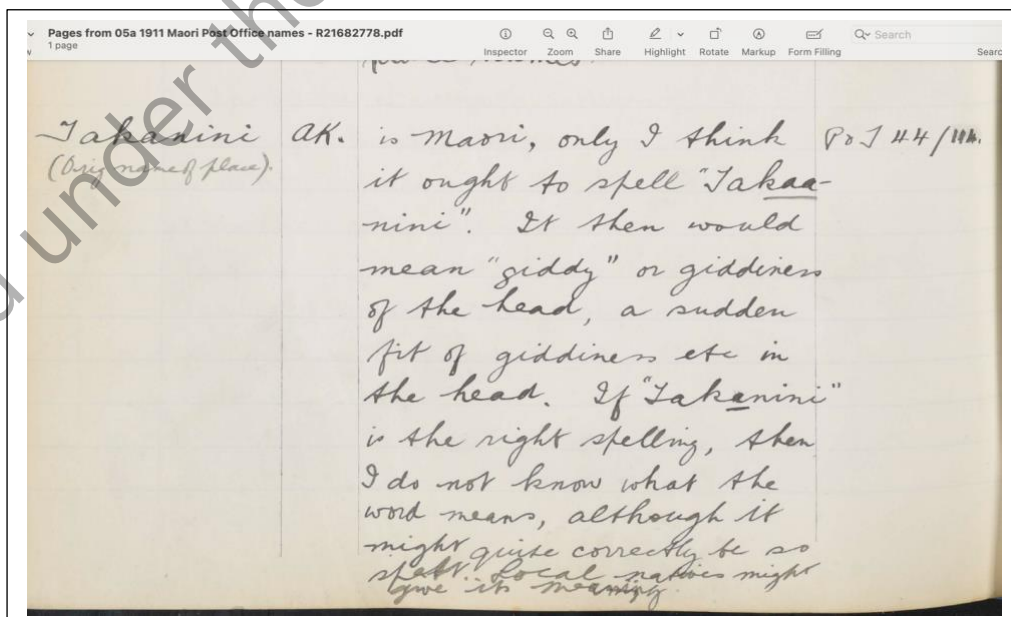 Pages from 05a 1911 Maori Post Office names - R21682778.pdf
1 page
Inspector Zoom Share Highlight Rotate Markup Form Filling
Search
Searc
Takanini AK. is Maori, only I think
(Orig name of place). it ought to spell "Takaa-
nini". It then would
mean "giddy" or giddiness
of the head, a sudden
fit of giddiness etc in
the head. If "Takanini"
is the right spelling, then
I do not know what the
word means, although it
might quite correctly be so
spelt. Local natives might
give its meaning.
under the